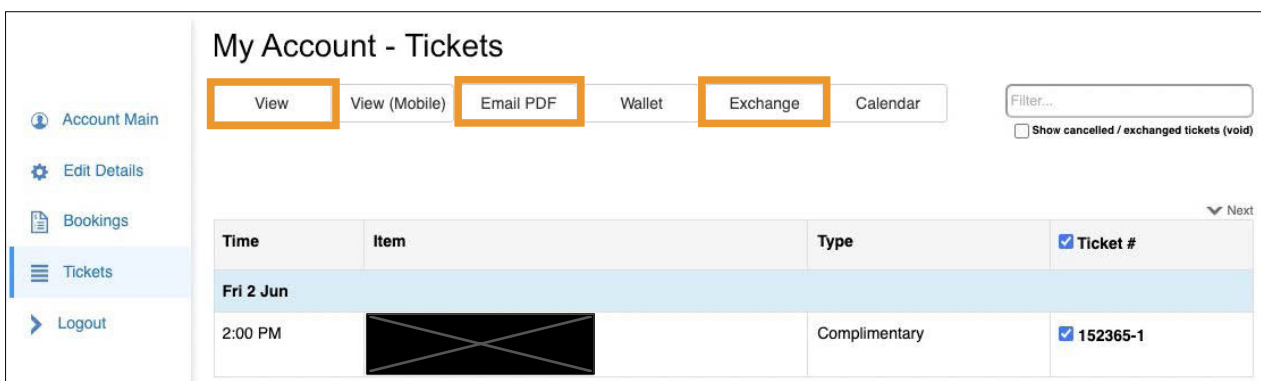 My Account - Tickets
View View (Mobile) Email PDF Wallet Exchange Calendar Filter...
Show cancelled / exchanged tickets (void)
Account Main
Edit Details
Bookings
Tickets
Logout
Next
Time Item Type Ticket #
Fri 2 Jun
2:00 PM Complimentary 152365-1